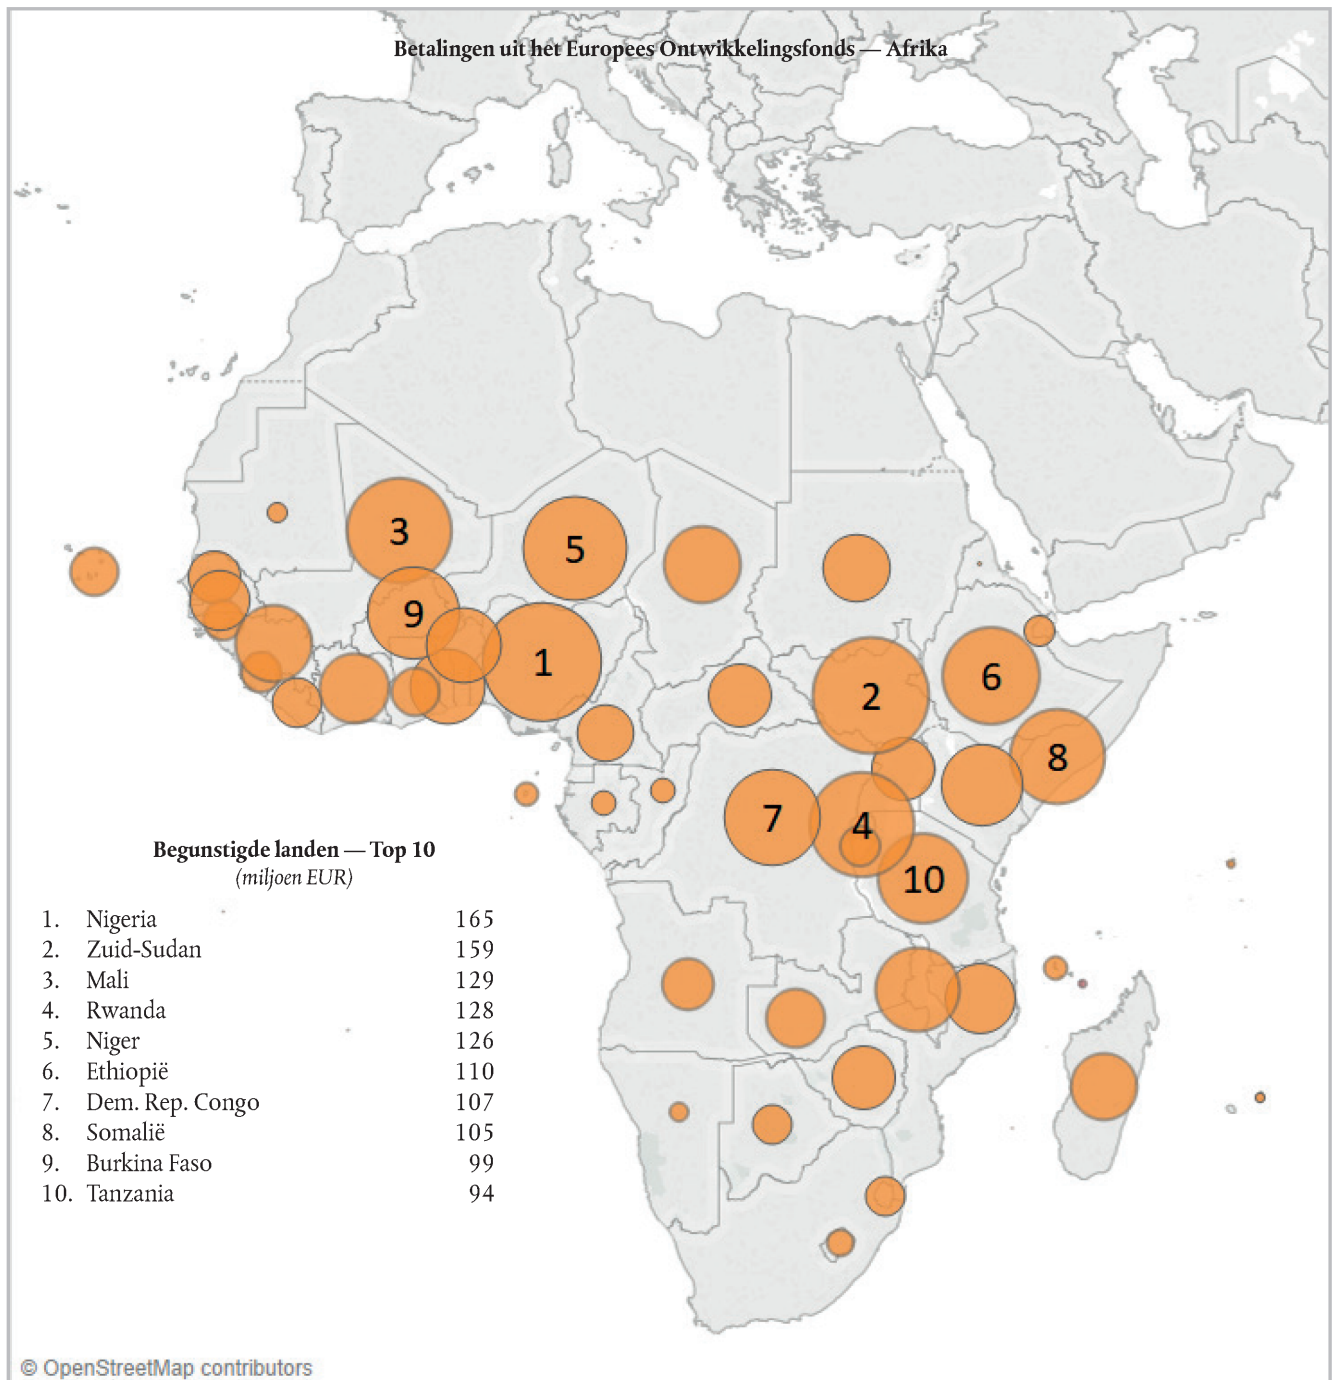 Betalingen uit het Europees Ontwikkelingsfonds — Afrika
3
5
9
1
2
6
8
7
4
10
Begunstigde landen — Top 10
(miljoen EUR)
1. Nigeria 165
2. Zuid-Sudan 159
3. Mali 129
4. Rwanda 128
5. Niger 126
6. Ethiopië 110
7. Dem. Rep. Congo 107
8. Somalië 105
9. Burkina Faso 99
10. Tanzania 94
© OpenStreetMap contributors